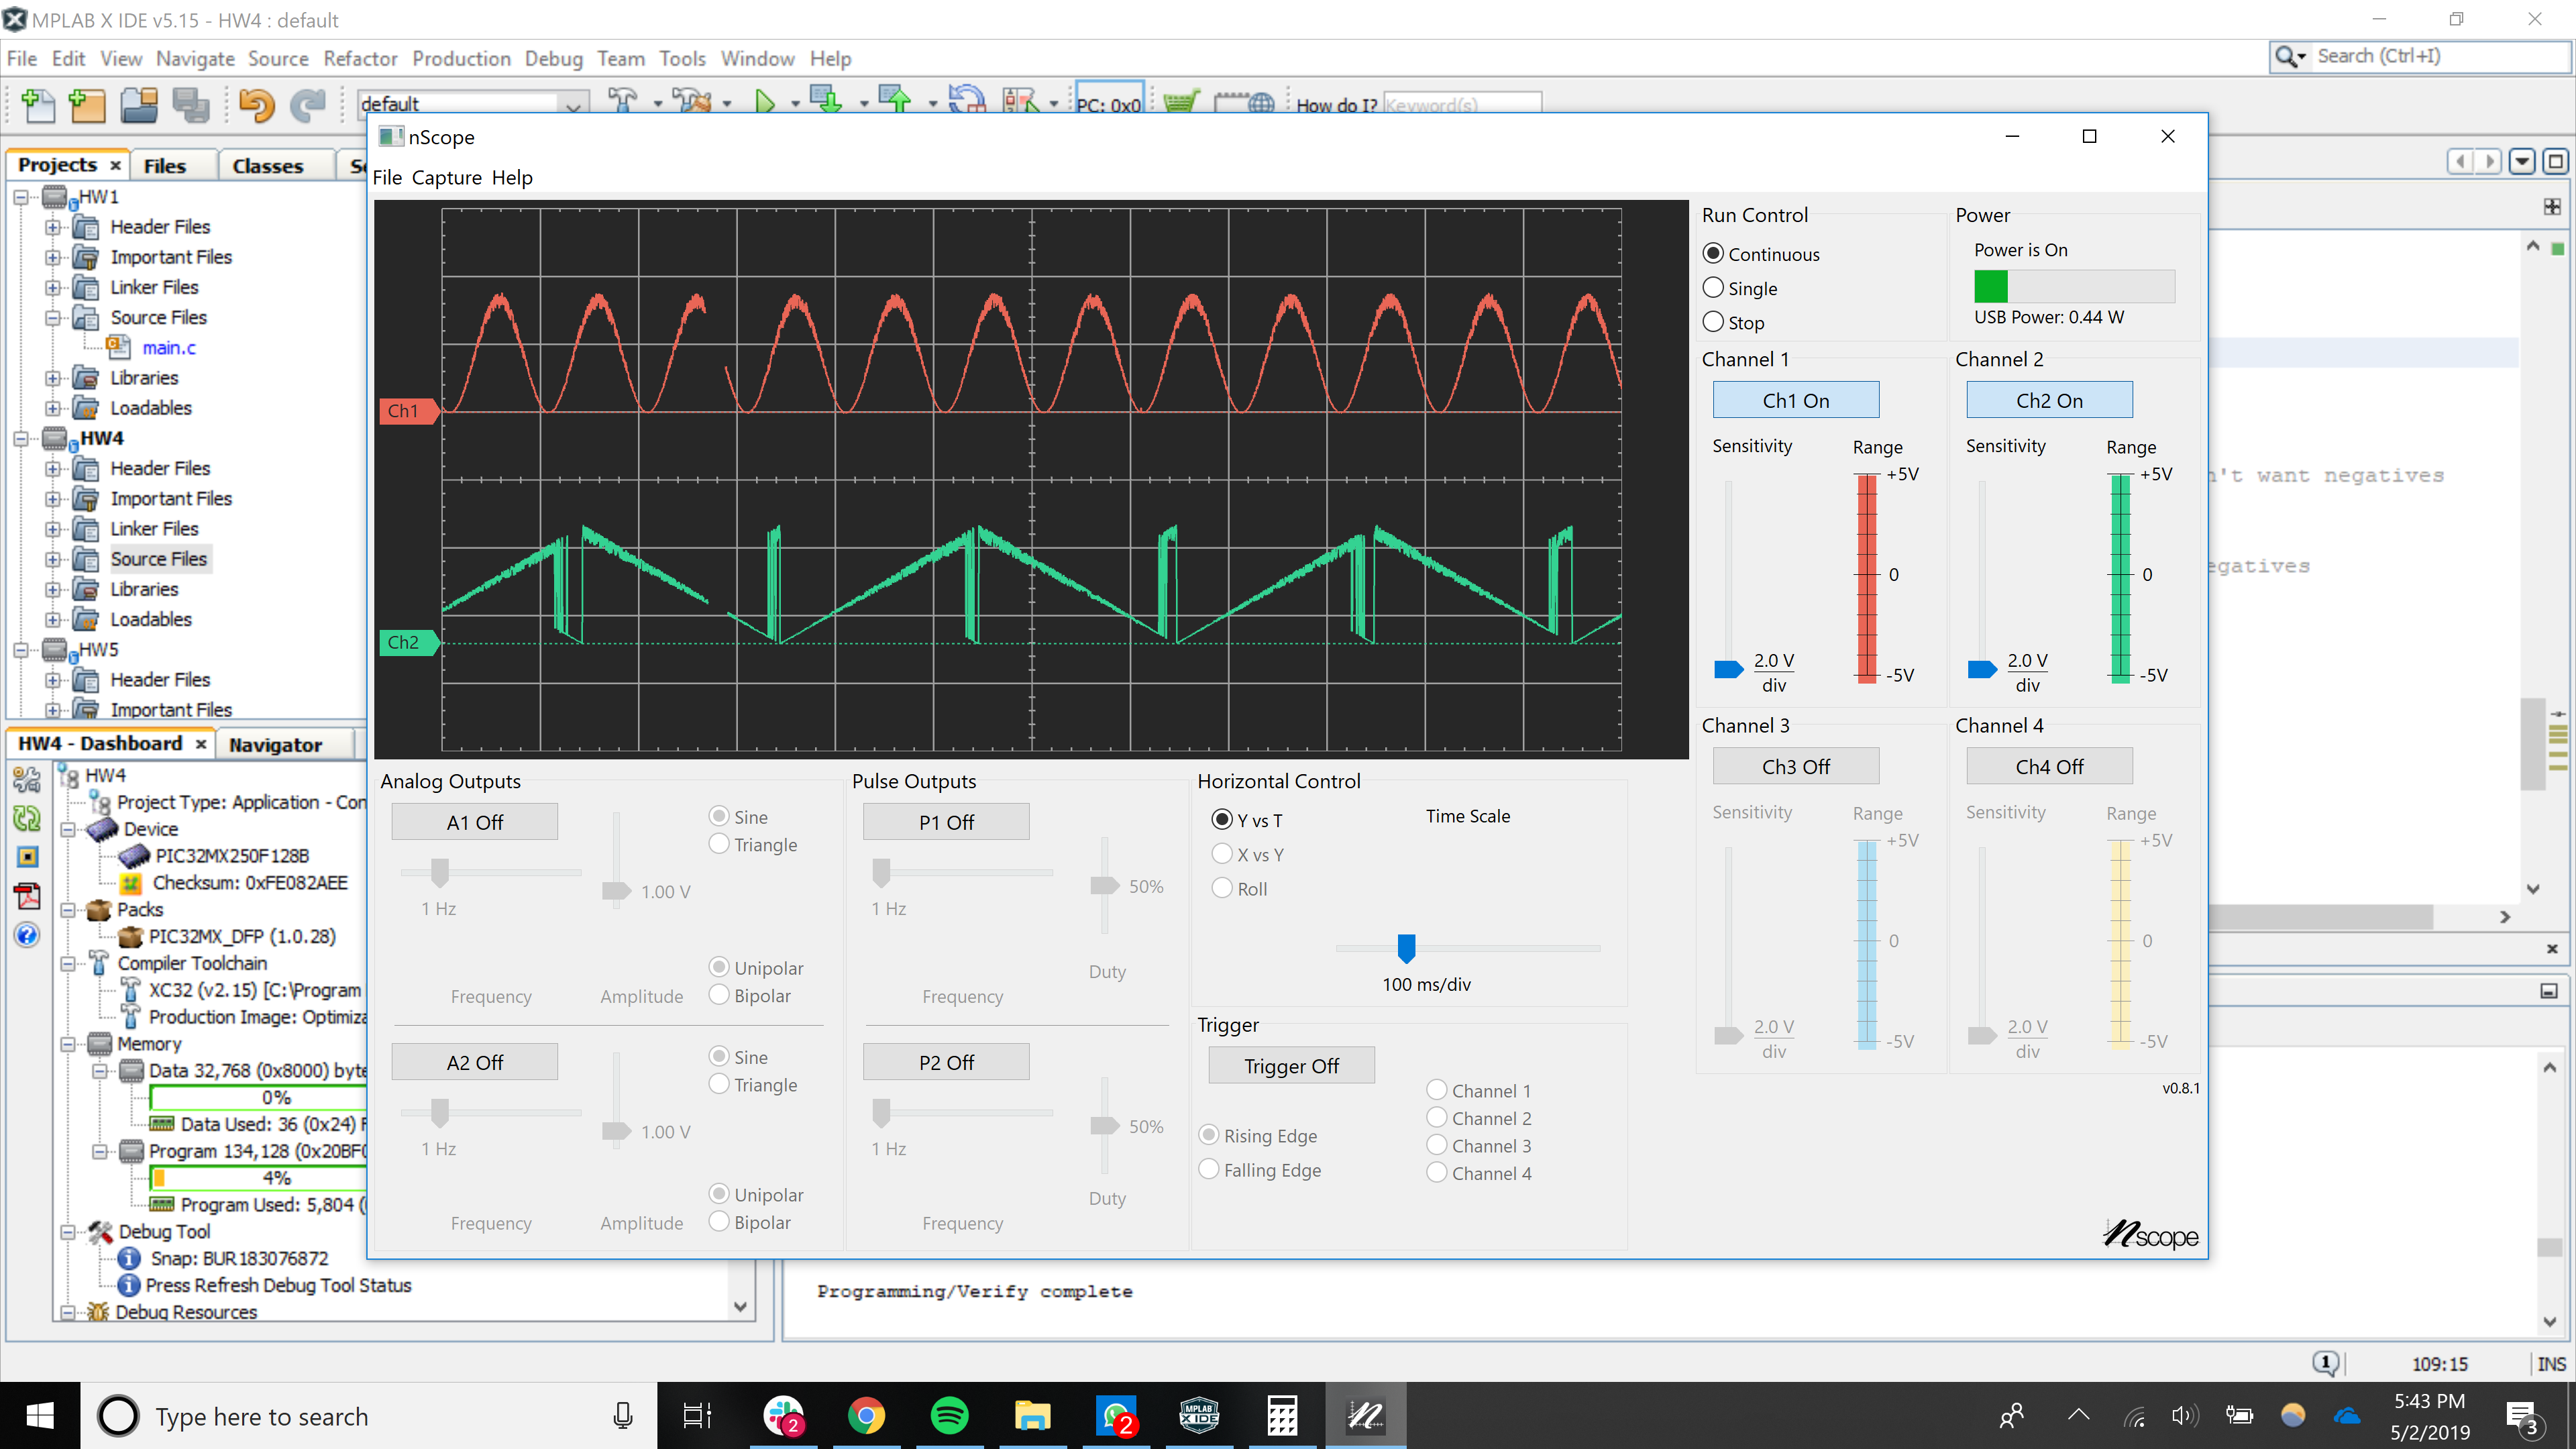 MPLAB X IDE v5.15 - HW4 : default
File Edit View Navigate Source Refactor Production Debug Team Tools Window Help
Search (Ctrl+I)
default
PC: 0x0
How do I?
Keyword(s)
nScope
File Capture Help
Projects
Files
Classes
HW1
Header Files
Important Files
Linker Files
Source Files
main.c
Libraries
Loadables
HW4
Header Files
Important Files
Linker Files
Source Files
Libraries
Loadables
HW5
Header Files
Important Files
Ch1
Ch2
Run Control
Continuous
Single
Stop
Power
Power is On
USB Power: 0.44 W
Channel 1
Ch1 On
Sensitivity
Range
+5V
0
-5V
2.0 V
div
Channel 2
Ch2 On
Sensitivity
Range
+5V
0
-5V
2.0 V
div
n't want negatives
egatives
Channel 3
Ch3 Off
Sensitivity
Range
+5V
0
-5V
2.0 V
div
Channel 4
Ch4 Off
Sensitivity
Range
+5V
0
-5V
2.0 V
div
v0.8.1
nscope
HW4 - Dashboard
Navigator
HW4
Project Type: Application - Con
Device
PIC32MX250F128B
Checksum: 0xFE082AEE
Packs
PIC32MX_DFP (1.0.28)
Compiler Toolchain
XC32 (v2.15) [C:\Program
Production Image: Optimiza
Memory
Data 32,768 (0x8000) byte
0%
Data Used: 36 (0x24) F
Program 134,128 (0x20BF0
4%
Program Used: 5,804 (
Debug Tool
Snap: BUR183076872
Press Refresh Debug Tool Status
Debug Resources
Analog Outputs
A1 Off
1 Hz
Frequency
1.00 V
Amplitude
Sine
Triangle
Unipolar
Bipolar
A2 Off
1 Hz
Frequency
1.00 V
Amplitude
Sine
Triangle
Unipolar
Bipolar
Pulse Outputs
P1 Off
1 Hz
Frequency
50%
Duty
P2 Off
1 Hz
Frequency
50%
Duty
Horizontal Control
Y vs T
X vs Y
Roll
Time Scale
100 ms/div
Trigger
Trigger Off
Rising Edge
Falling Edge
Channel 1
Channel 2
Channel 3
Channel 4
Programming/Verify complete
1
109:15
INS
Type here to search
2
2
MPLAB
X IDE
5:43 PM
5/2/2019
3